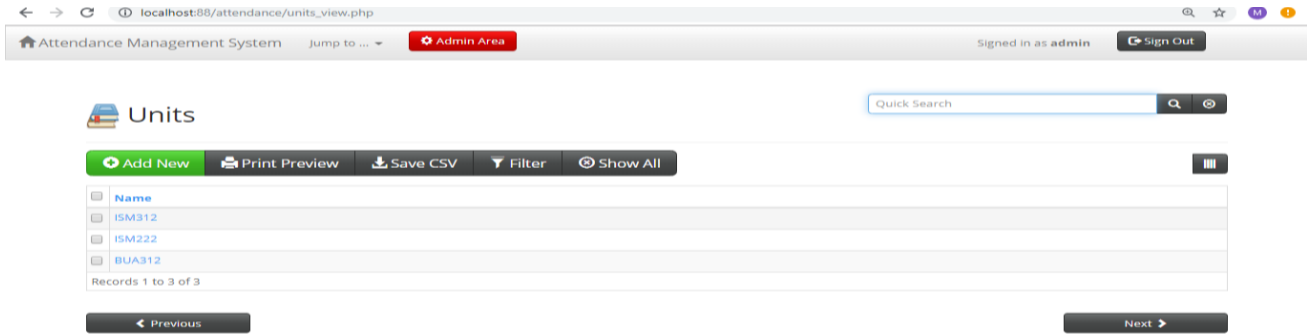 localhost:88/attendance/units_view.php
M
Attendance Management System Jump to ... Admin Area Signed in as admin Sign Out
Units
Quick Search
Add New Print Preview Save CSV Filter Show All
Name
ISM312
ISM222
BUA312
Records 1 to 3 of 3
Previous Next